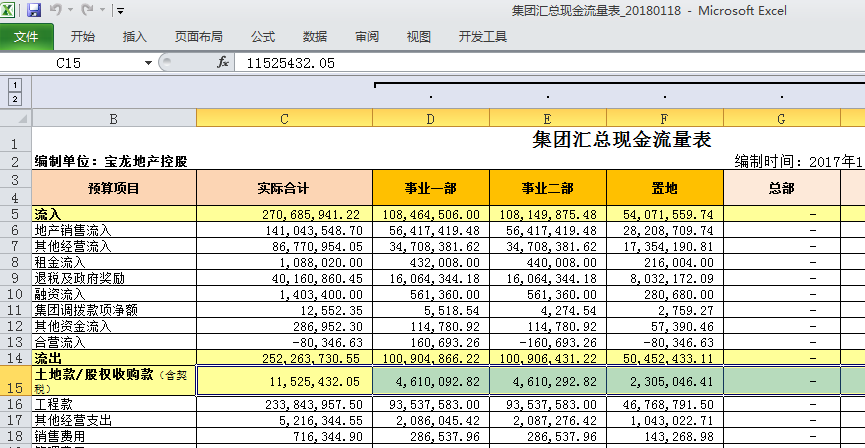 集团汇总现金流量表_20180118 - Microsoft Excel
文件 开始 插入 页面布局 公式 数据 审阅 视图 开发工具
C15 fx 11525432.05
1
2
B C D E F G
1 集团汇总现金流量表
2 编制单位：宝龙地产控股 编制时间：2017年1
3 预算项目 实际合计 事业一部 事业二部 置地 总部
4
5 流入 270,685,941.22 108,464,506.00 108,149,875.48 54,071,559.74 -
6 地产销售流入 141,043,548.70 56,417,419.48 56,417,419.48 28,208,709.74 -
7 其他经营流入 86,770,954.05 34,708,381.62 34,708,381.62 17,354,190.81 -
8 租金流入 1,088,020.00 432,008.00 440,008.00 216,004.00 -
9 退税及政府奖励 40,160,860.45 16,064,344.18 16,064,344.18 8,032,172.09 -
10 融资流入 1,403,400.00 561,360.00 561,360.00 280,680.00 -
11 集团调拨款项净额 12,552.35 5,518.54 4,274.54 2,759.27 -
12 其他资金流入 286,952.30 114,780.92 114,780.92 57,390.46 -
13 合营流入 -80,346.63 160,693.26 -160,693.26 -80,346.63 -
14 流出 252,263,730.55 100,904,866.22 100,906,431.22 50,452,433.11 -
15 土地款/股权收购款（含契税） 11,525,432.05 4,610,092.82 4,610,092.82 2,305,046.41 -
16 工程款 233,843,957.50 93,537,583.00 93,537,583.00 46,768,791.50 -
17 其他经营支出 5,216,344.55 2,086,045.42 2,087,276.42 1,043,022.71 -
18 销售费用 716,344.90 286,537.96 286,537.96 143,268.98 -